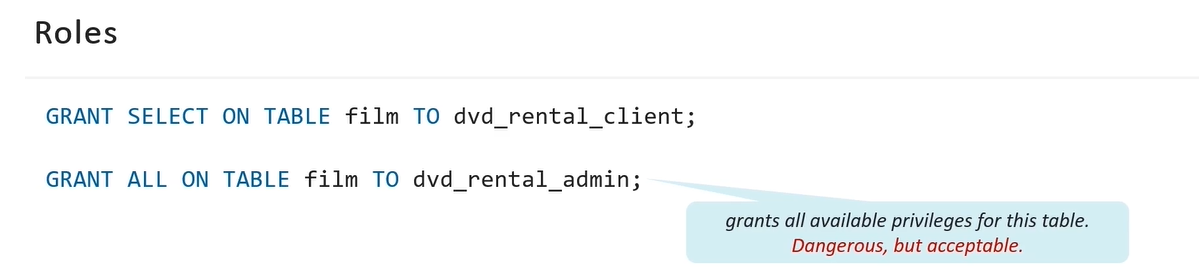 Roles
GRANT SELECT ON TABLE film TO dvd_rental_client;
GRANT ALL ON TABLE film TO dvd_rental_admin;
grants all available privileges for this table.
Dangerous, but acceptable.